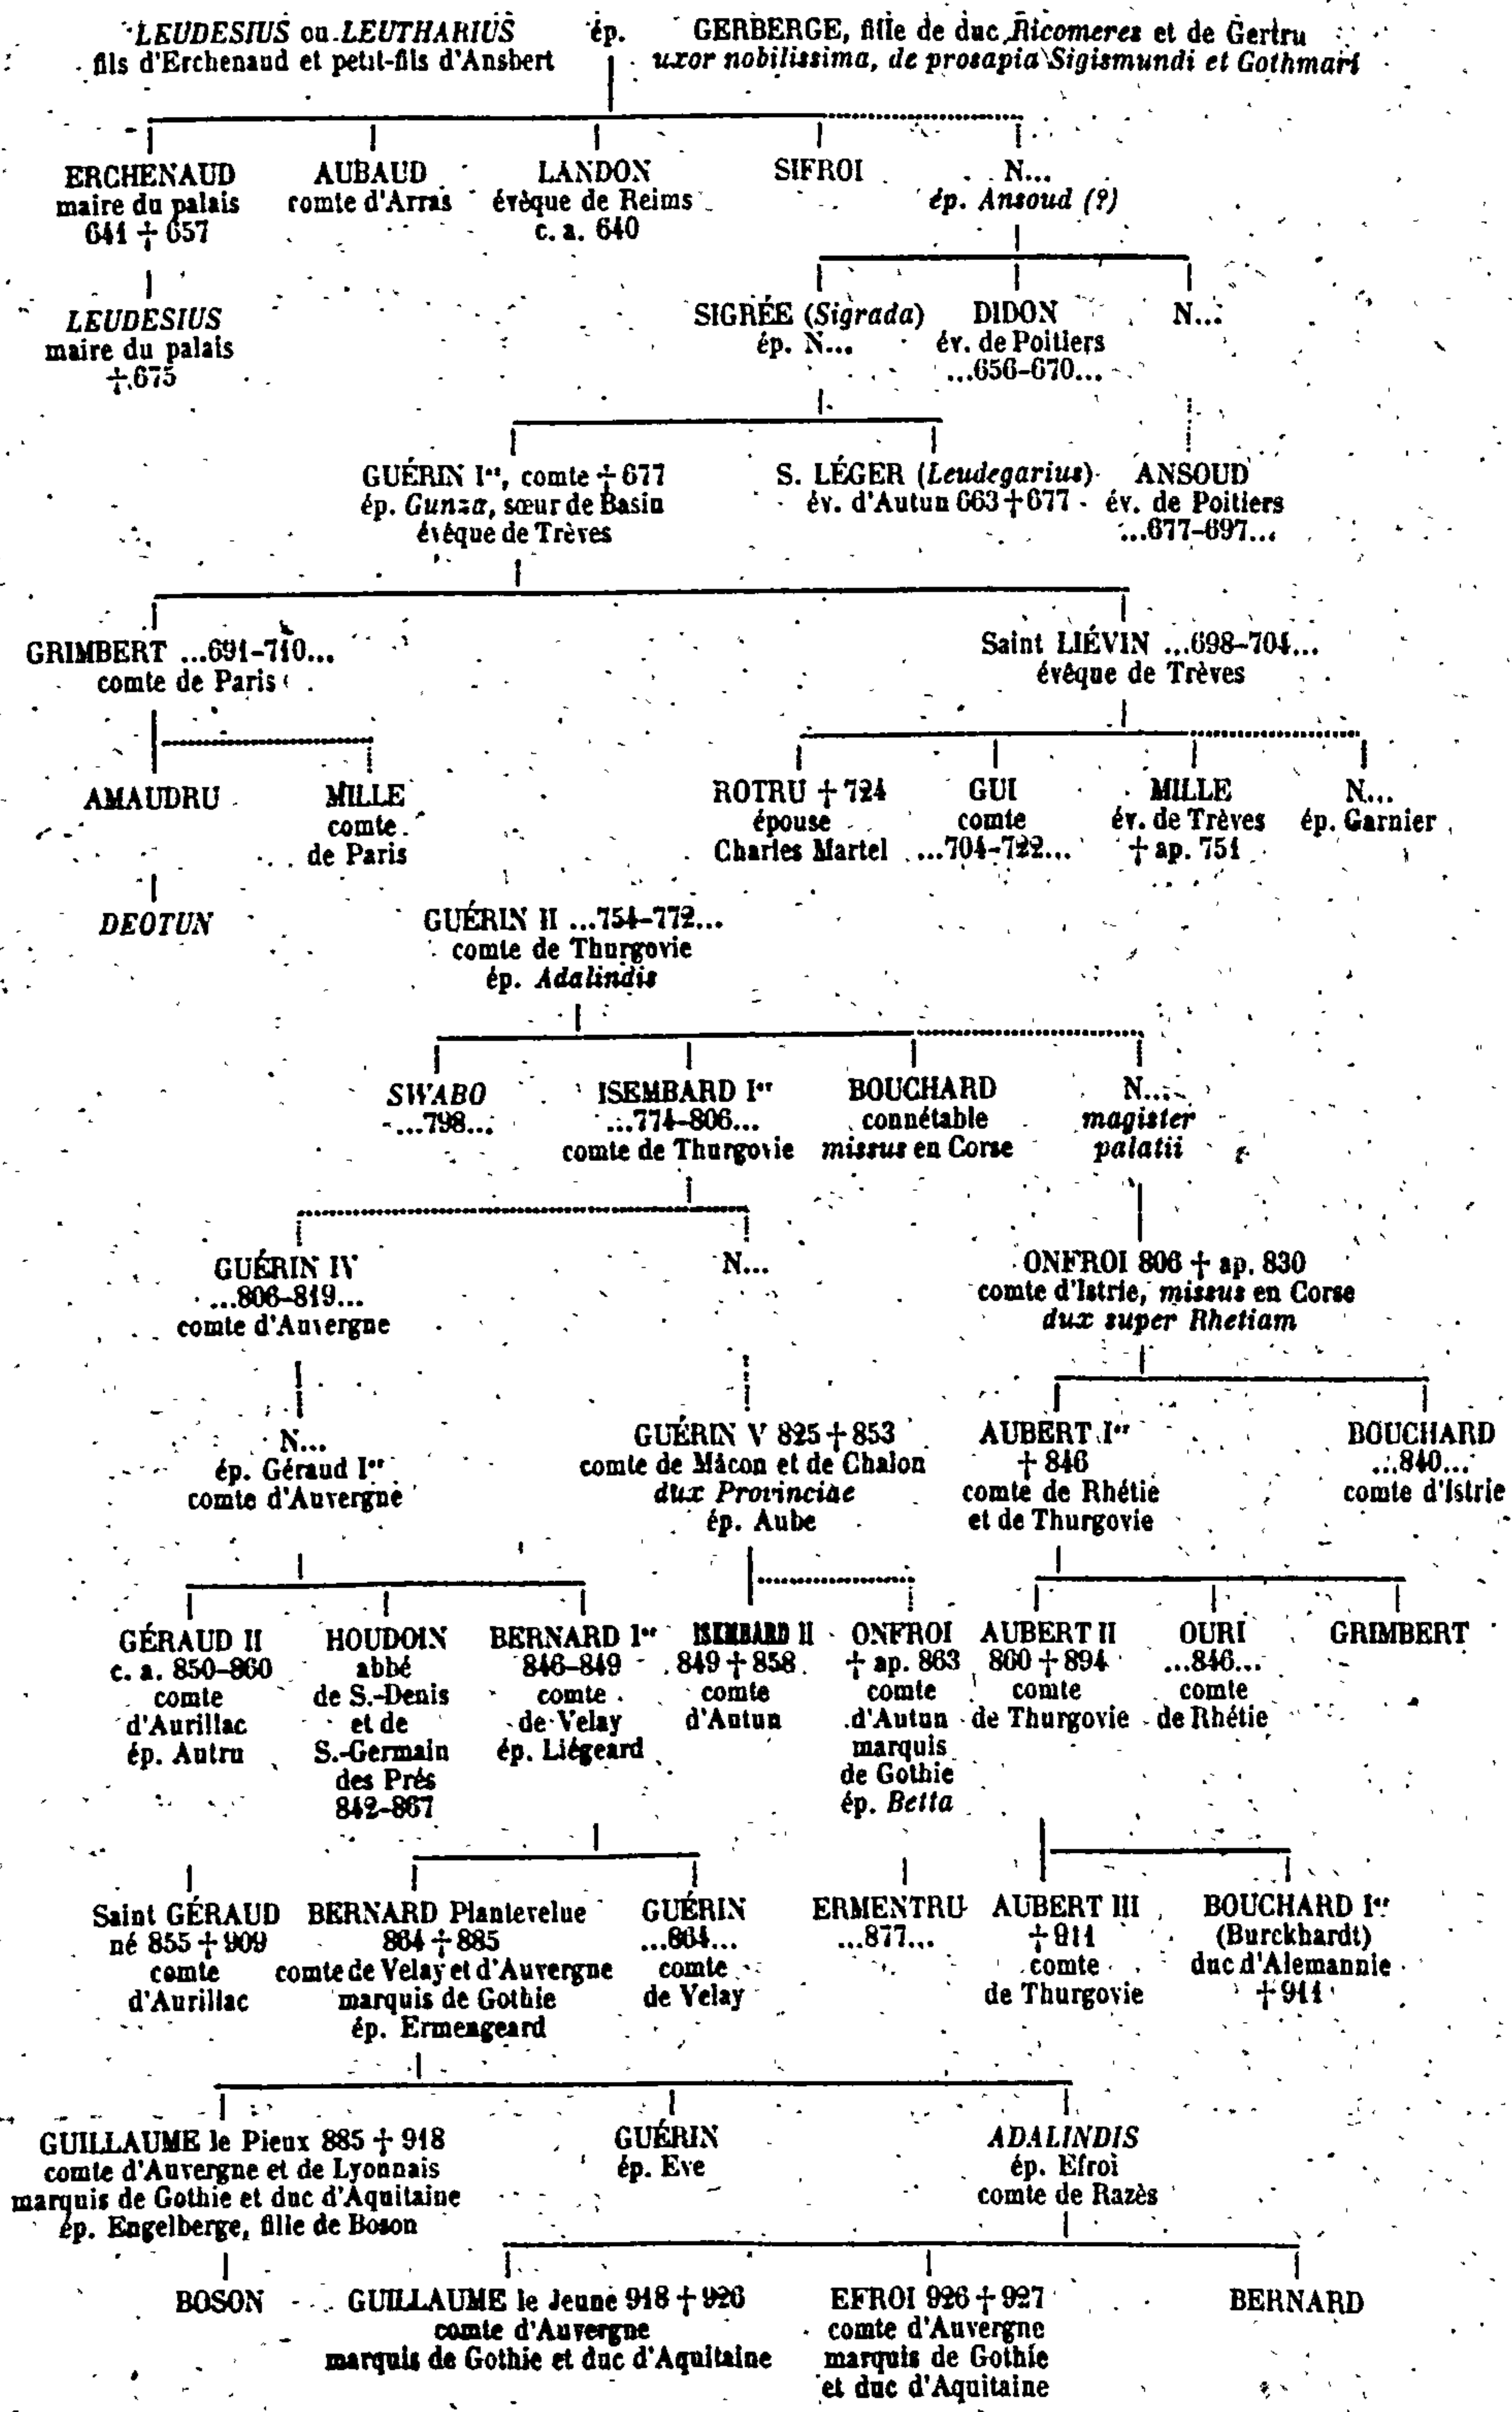 LEUDESIUS ou LEUTHARIUS ép. GERBERGE, fille de duc Ricomeres et de Gertru
fils d'Erchenaud et petit-fils d'Ansbert uxor nobilissima, de prosapia Sigismundi et Gothmari
ERCHENAUD
maire du palais
641 † 657
AUBAUD
comte d'Arras
LANDON
évêque de Reims
c. a. 640
SIFROI
N...
ép. Ansoud (?)
LEUDESIUS
maire du palais
† 675
SIGRÉE (Sigrada)
ép. N...
DIDON
év. de Poitiers
...656-670...
N...
GUÉRIN Ier, comte † 677
ép. Gunza, sœur de Basin
évêque de Trèves
S. LÉGER (Leudegarius)
év. d'Autun 663 † 677
ANSOUD
év. de Poitiers
...677-697...
GRIMBERT ...691-710...
comte de Paris
Saint LIÉVIN ...698-704...
évêque de Trèves
AMAUDRU
MILLE
comte
de Paris
ROTRU † 724
épouse
Charles Martel
GUI
comte
...704-722...
MILLE
év. de Trèves
† ap. 751
N...
ép. Garnier
DEOTUN
GUÉRIN II ...754-772...
comte de Thurgovie
ép. Adalindis
SWABO
...798...
ISEMBARD Ier
...774-806...
comte de Thurgovie
BOUCHARD
connétable
missus en Corse
N...
magister
palatii
GUÉRIN IV
...806-819...
comte d'Auvergne
N...
ONFROI 806 † ap. 830
comte d'Istrie, missus en Corse
dux super Rhetiam
N...
ép. Géraud Ier
comte d'Auvergne
GUÉRIN V 825 † 853
comte de Mâcon et de Chalon
dux Provinciae
ép. Aube
AUBERT Ier
† 846
comte de Rhétie
et de Thurgovie
BOUCHARD
...840...
comte d'Istrie
GÉRAUD II
c. a. 850-860
comte
d'Aurillac
ép. Autru
HOUDOIN
abbé
de S.-Denis
et de
S.-Germain
des Prés
842-867
BERNARD Ier
846-849
comte
de Velay
ép. Liégeard
ISEMBARD II
849 † 858
comte
d'Autun
ONFROI
† ap. 863
comte
d'Autun
marquis
de Gothie
ép. Betta
AUBERT II
860 † 894
comte
de Thurgovie
OURI
...846...
comte
de Rhétie
GRIMBERT
Saint GÉRAUD
né 855 † 909
comte
d'Aurillac
BERNARD Plantevelue
864 † 885
comte de Velay et d'Auvergne
marquis de Gothie
ép. Ermengeard
GUÉRIN
...864...
comte
de Velay
ERMENTRU
...877...
AUBERT III
† 911
comte
de Thurgovie
BOUCHARD Ier
(Burckhardt)
duc d'Alemannie
† 911
GUILLAUME le Pieux 885 † 918
comte d'Auvergne et de Lyonnais
marquis de Gothie et duc d'Aquitaine
ép. Engelberge, fille de Boson
GUÉRIN
ép. Eve
ADALINDIS
ép. Efroi
comte de Razès
BOSON
GUILLAUME le Jeune 918 † 926
comte d'Auvergne
marquis de Gothie et duc d'Aquitaine
EFROI 926 † 927
comte d'Auvergne
marquis de Gothie
et duc d'Aquitaine
BERNARD